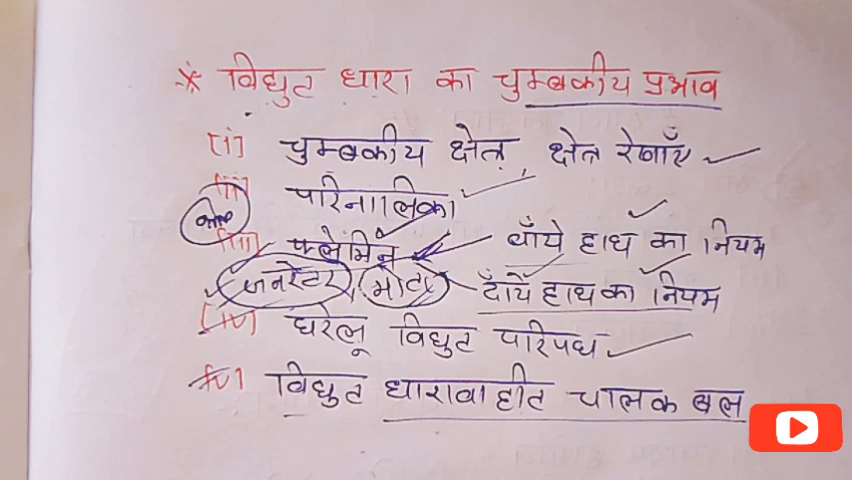 * विद्युत धारा का चुम्बकीय प्रभाव
(i) चुम्बकीय क्षेत्र, क्षेत्र रेखाएँ
(ii) परिनालिका
(iii) फ्लेमिन बाँये हाथ का नियम
जनरेटर, मोटर दाँयें हाथ का नियम
(iv) घरेलू विद्युत परिपथ
(v) विद्युत धारावाहीत चालक बल